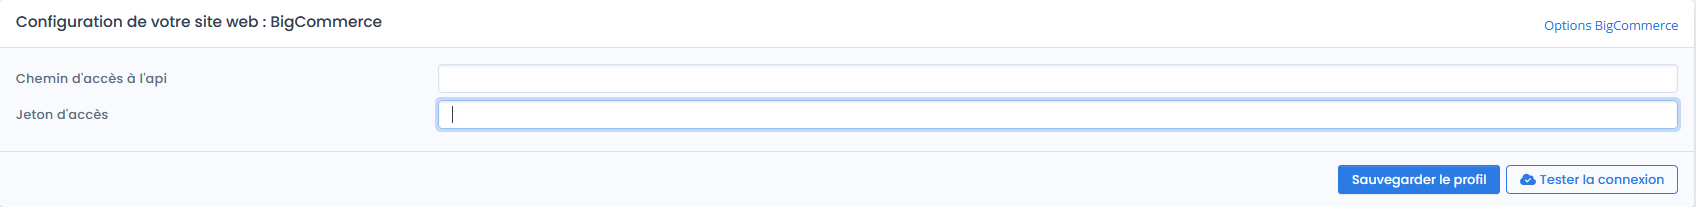 Configuration de votre site web : BigCommerce
Options BigCommerce
Chemin d'accès à l'api
Jeton d'accès
Sauvegarder le profil
Tester la connexion